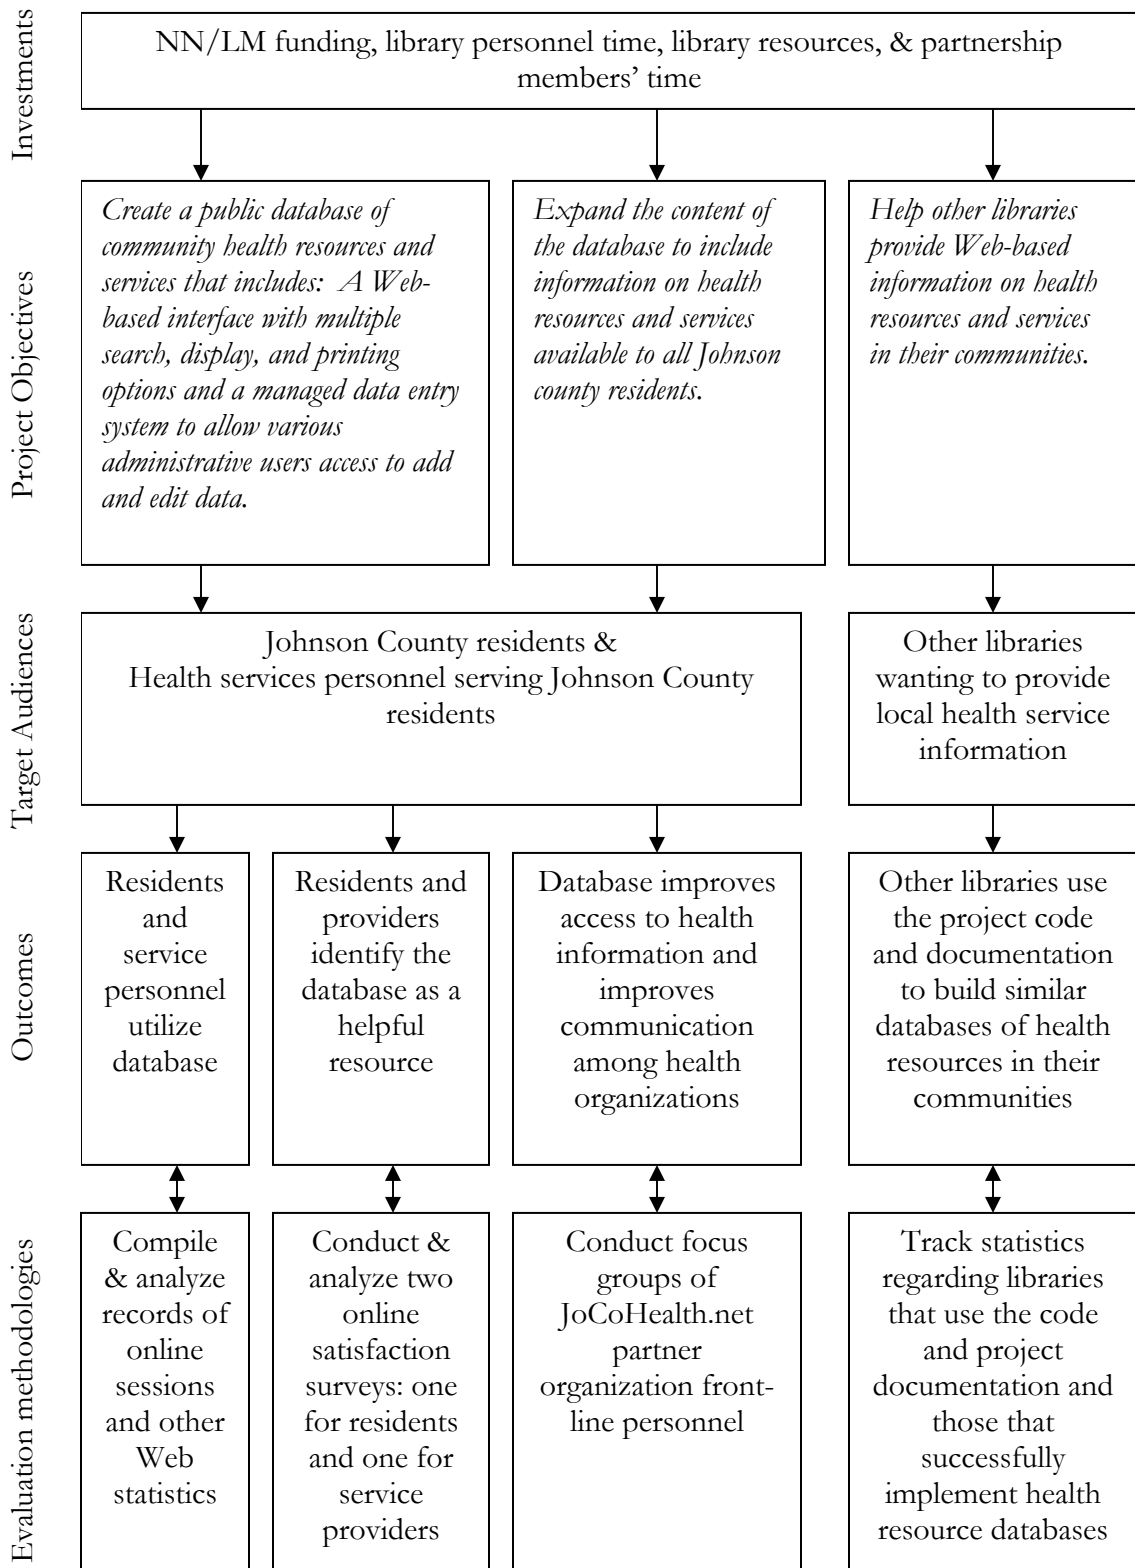 Investments
NN/LM funding, library personnel time, library resources, & partnership
members' time
Project Objectives
Create a public database of
community health resources and
services that includes: A Web-
based interface with multiple
search, display, and printing
options and a managed data entry
system to allow various
administrative users access to add
and edit data.
Expand the content of
the database to include
information on health
resources and services
available to all Johnson
county residents.
Help other libraries
provide Web-based
information on health
resources and services
in their communities.
Target Audiences
Johnson County residents &
Health services personnel serving Johnson County
residents
Other libraries
wanting to provide
local health service
information
Outcomes
Residents
and
service
personnel
utilize
database
Residents and
providers
identify the
database as a
helpful
resource
Database improves
access to health
information and
improves
communication
among health
organizations
Other libraries use
the project code
and documentation
to build similar
databases of health
resources in their
communities
Evaluation methodologies
Compile
& analyze
records of
online
sessions
and other
Web
statistics
Conduct &
analyze two
online
satisfaction
surveys: one
for residents
and one for
service
providers
Conduct focus
groups of
JoCoHealth.net
partner
organization front-
line personnel
Track statistics
regarding libraries
that use the code
and project
documentation and
those that
successfully
implement health
resource databases